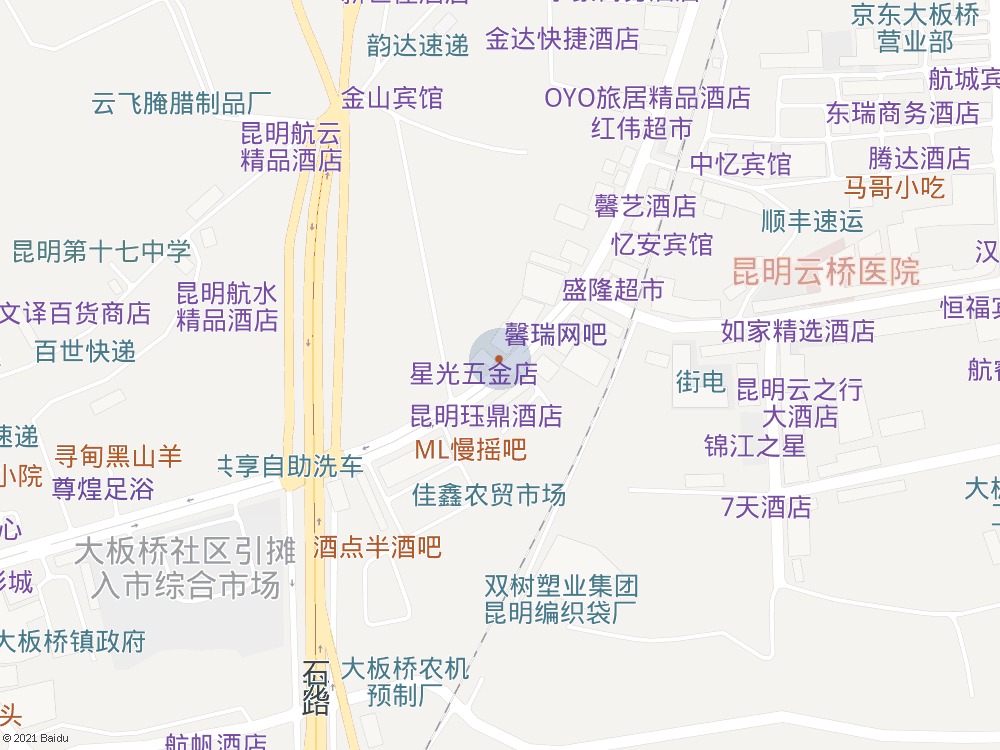 京东大板桥
营业部
韵达速递
金达快捷酒店
航城宾
云飞腌腊制品厂
金山宾馆
OYO旅居精品酒店
东瑞商务酒店
昆明航云
精品酒店
红伟超市
中忆宾馆
腾达酒店
马哥小吃
馨艺酒店
顺丰速运
昆明第十七中学
忆安宾馆
汉
昆明云桥医院
昆明航水
精品酒店
盛隆超市
文译百货商店
恒福宾
馨瑞网吧
如家精选酒店
百世快递
星光五金店
街电
航睿
昆明云之行
大酒店
昆明珏鼎酒店
速递
寻甸黑山羊
ML慢摇吧
锦江之星
共享自助洗车
小院
尊煌足浴
佳鑫农贸市场
大板
7天酒店
心
大板桥社区引摊
入市综合市场
酒点半酒吧
影城
双树塑业集团
昆明编织袋厂
大板桥镇政府
石
路
大板桥农机
预制厂
头
航帆酒店
© 2021 Baidu